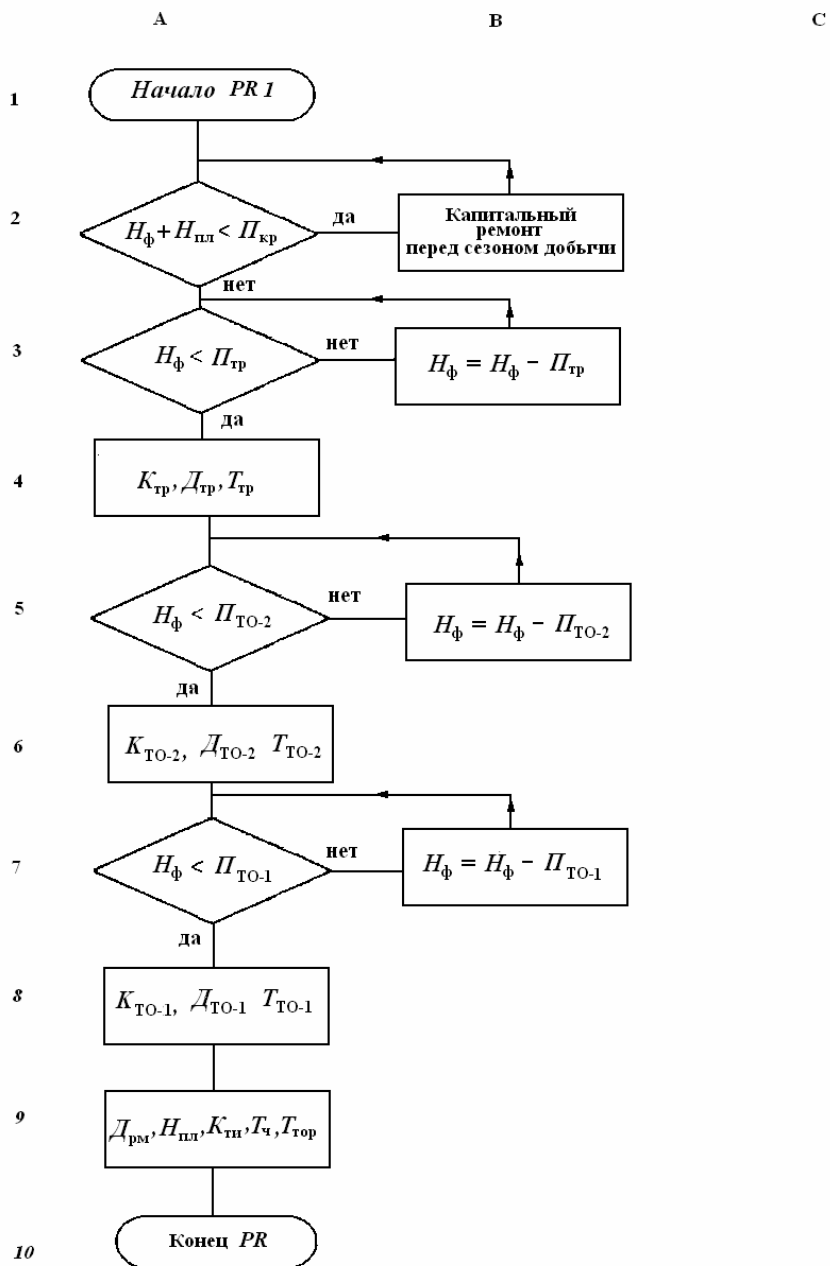 A B C
1 Начало PR 1
2 Hф + Hпл < Пкр да Капитальный
ремонт
перед сезоном добычи
нет
3 Hф < Птр нет Hф = Hф − Птр
да
4 Kтр, Дтр, Tтр
5 Hф < ПТО-2 нет Hф = Hф − ПТО-2
да
6 KТО-2, ДТО-2 TТО-2
7 Hф < ПТО-1 нет Hф = Hф − ПТО-1
да
8 KТО-1, ДТО-1 TТО-1
9 Дрм, Hпл, Kти, Tч, Tтор
10 Конец PR